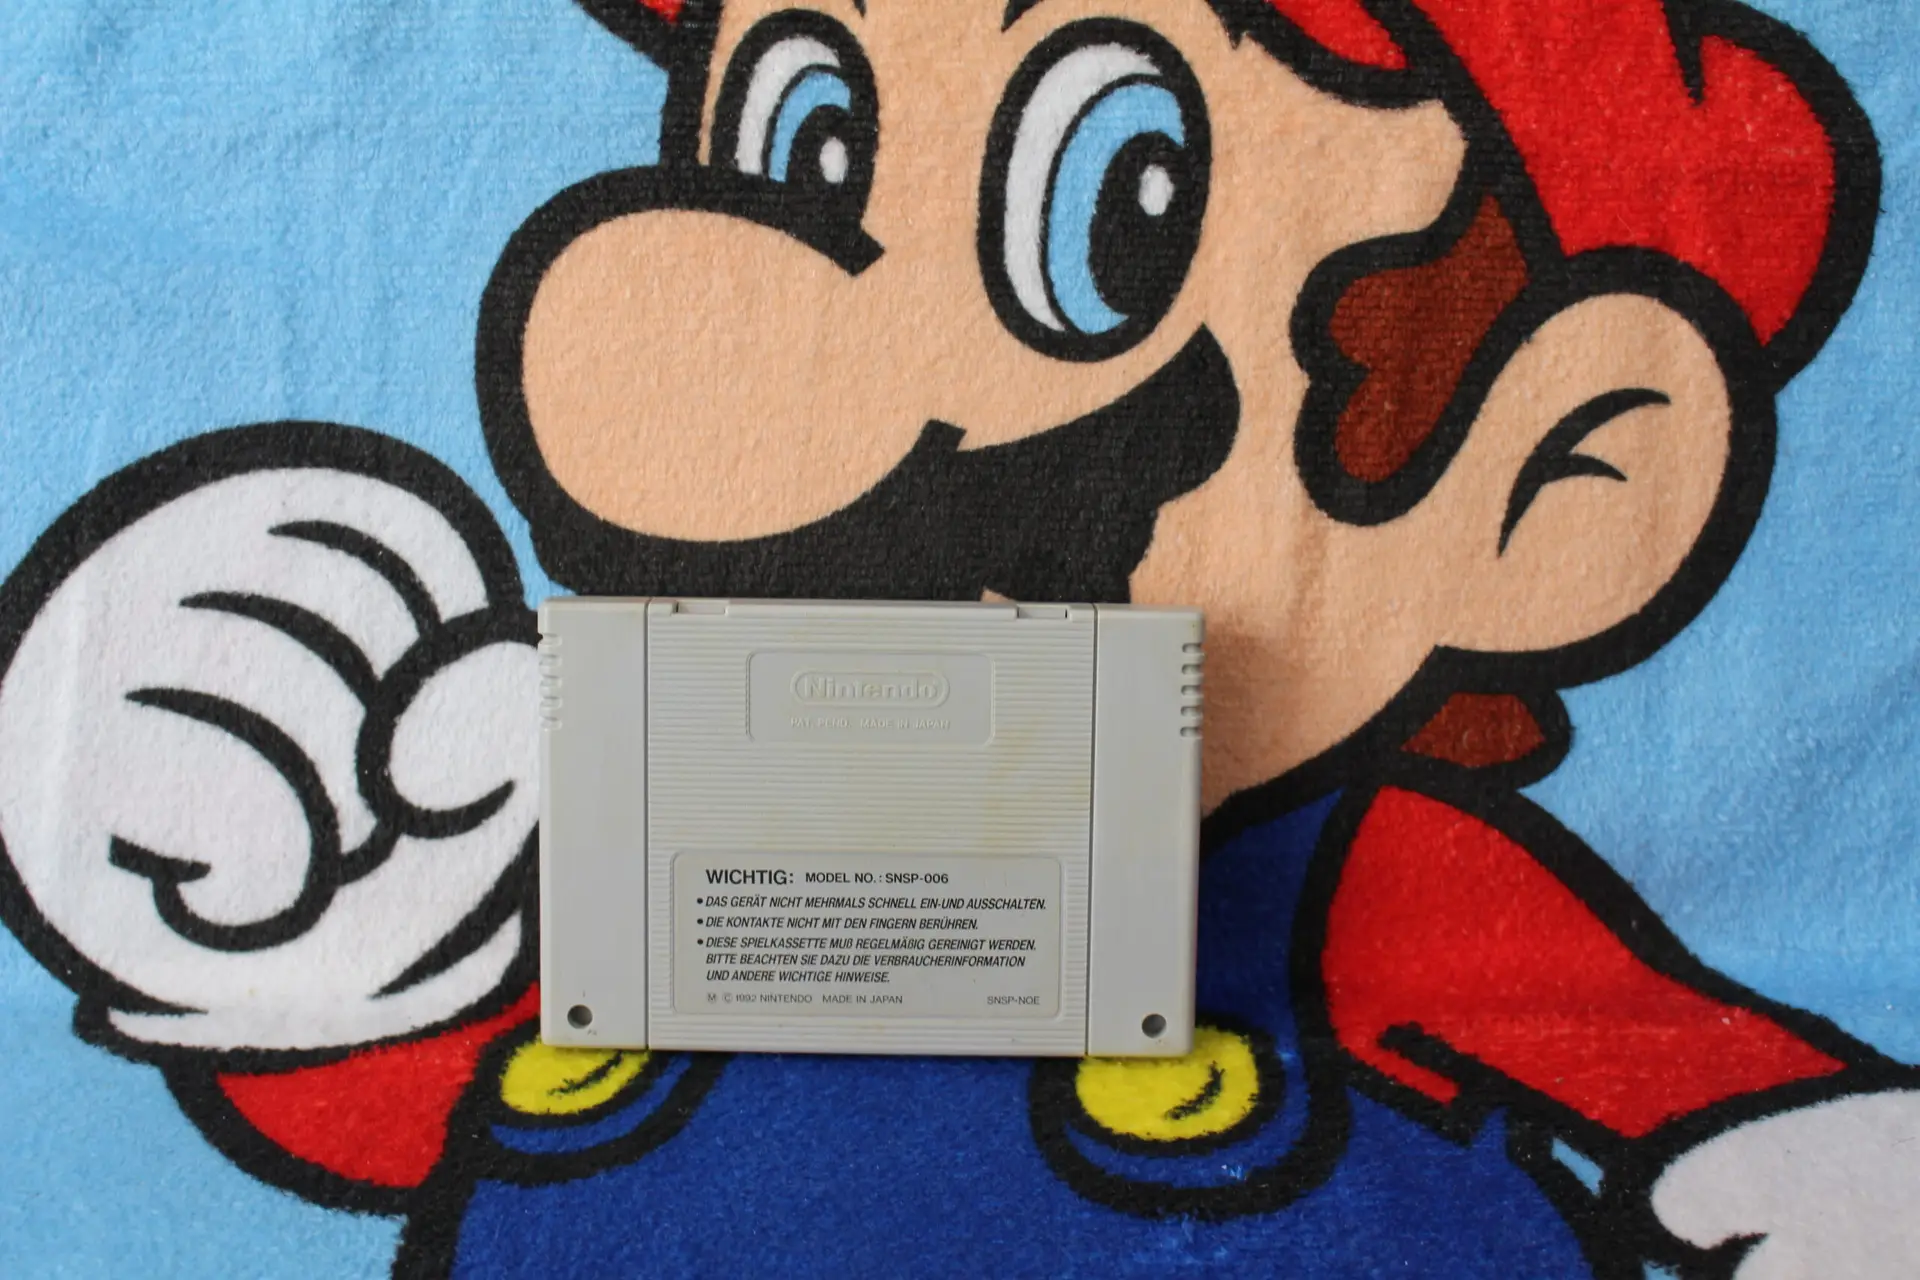 Nintendo
PAT. PEND. MADE IN JAPAN
WICHTIG: MODEL NO.: SNSP-006
• DAS GERÄT NICHT MEHRMALS SCHNELL EIN-UND AUSSCHALTEN.
• DIE KONTAKTE NICHT MIT DEN FINGERN BERÜHREN.
• DIESE SPIELKASSETTE MUß REGELMÄßIG GEREINIGT WERDEN.
BITTE BEACHTEN SIE DAZU DIE VERBRAUCHERINFORMATION
UND ANDERE WICHTIGE HINWEISE.
Ⓜ © 1992 NINTENDO MADE IN JAPAN SNSP-NOE